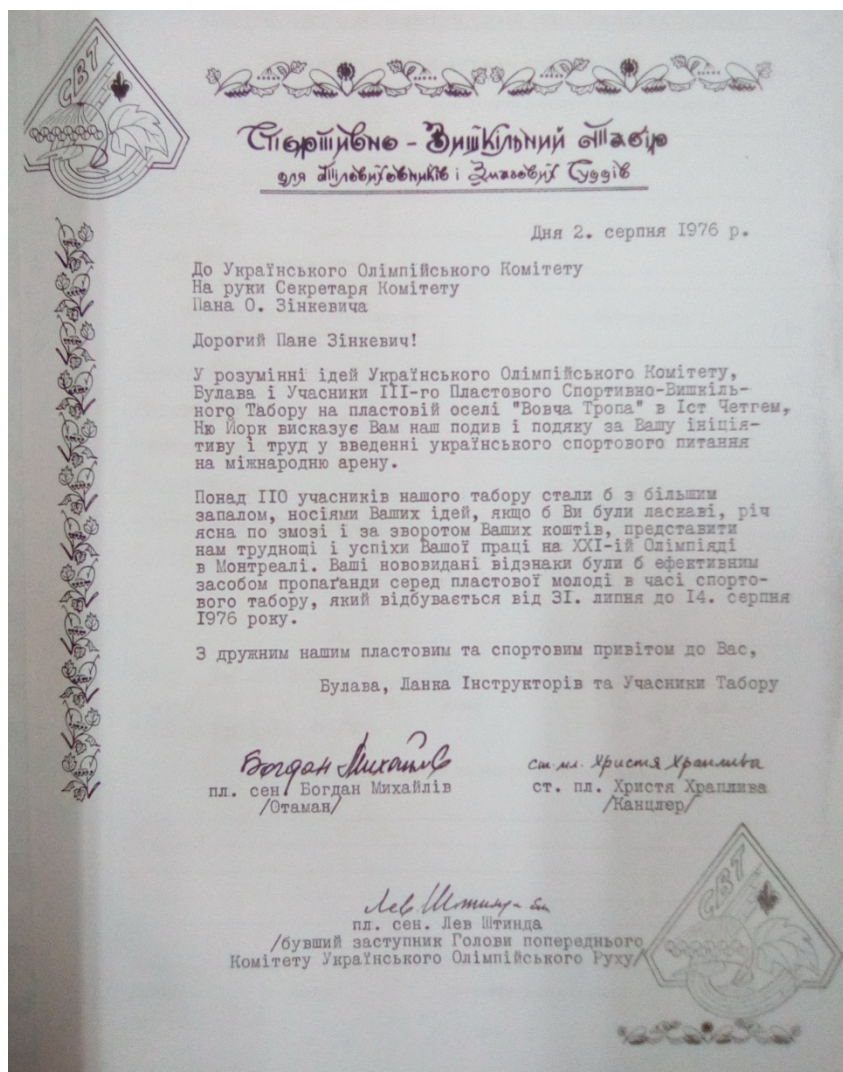 СВТ
Спортивно - Вишкільний Табір
для Тіловиховників і Змагових Суддів
Дня 2. серпня 1976 р.
До Українського Олімпійського Комітету
На руки Секретаря Комітету
Пана О. Зінкевича
Дорогий Пане Зінкевич!
У розумінні ідей Українського Олімпійського Комітету,
Булава і Учасники ІІІ-го Пластового Спортивно-Вишкіль-
ного Табору на пластовій оселі "Вовча Тропа" в Іст Четгем,
Ню Йорк висказує Вам наш подив і подяку за Вашу ініція-
тиву і труд у введенні українського спортового питання
на міжнародню арену.
Понад ІІО учасників нашого табору стали б з більшим
запалом, носіями Ваших ідей, якщо б Ви були ласкаві, річ
ясна по змозі і за зворотом Ваших коштів, представити
нам труднощі і успіхи Вашої праці на ХХІ-ій Олімпіяді
в Монтреалі. Ваші нововидані відзнаки були б ефективним
засобом пропаґанди серед пластової молоді в часі спорто-
вого табору, який відбувається від 3І. липня до І4. серпня
І976 року.
З дружним нашим пластовим та спортовим привітом до Вас,
Булава, Ланка Інструкторів та Учасники Табору
Богдан Михайлів
ст. пл. Христя Храплива
пл. сен. Богдан Михайлів
ст. пл. Христя Храплива
/Отаман/
/Канцлер/
Лев Штинда
пл. сен. Лев Штинда
/бувший заступник Голови попереднього
Комітету Українського Олімпійського Руху/
СВТ